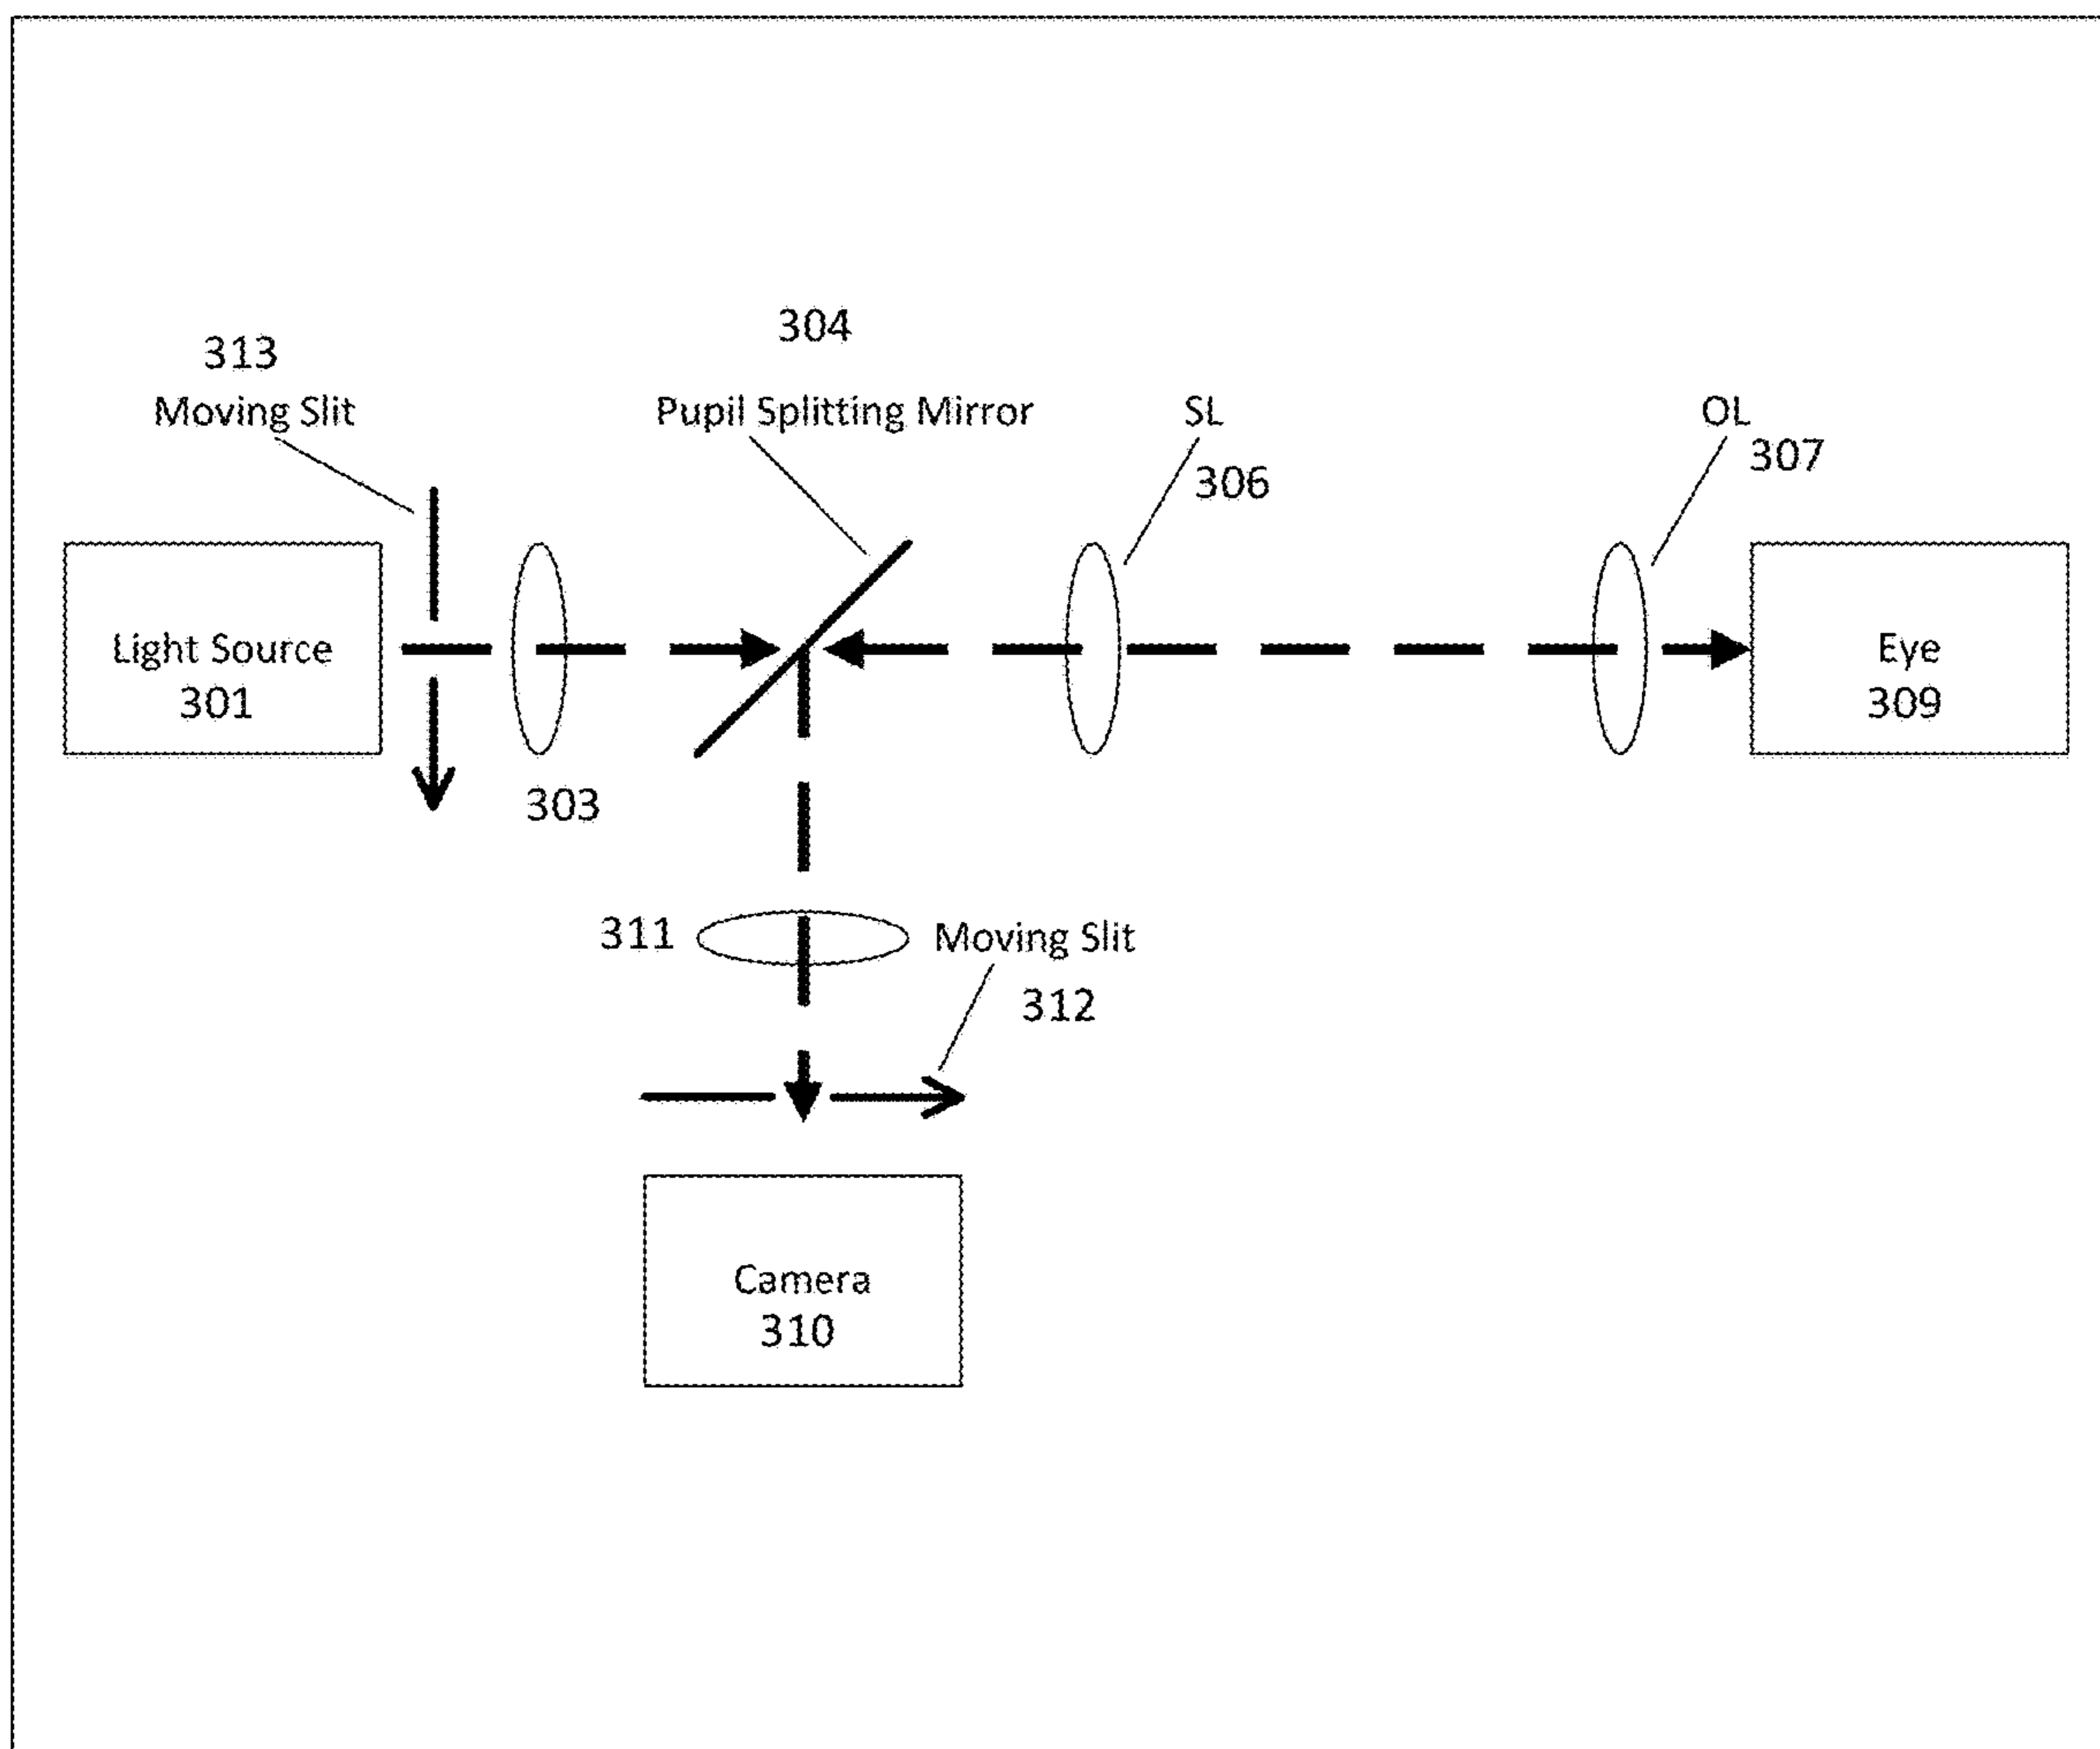 304
313
Moving Slit
Pupil Splitting Mirror
SL
306
OL
307
Light Source
301
Eye
309
303
311
Moving Slit
312
Camera
310